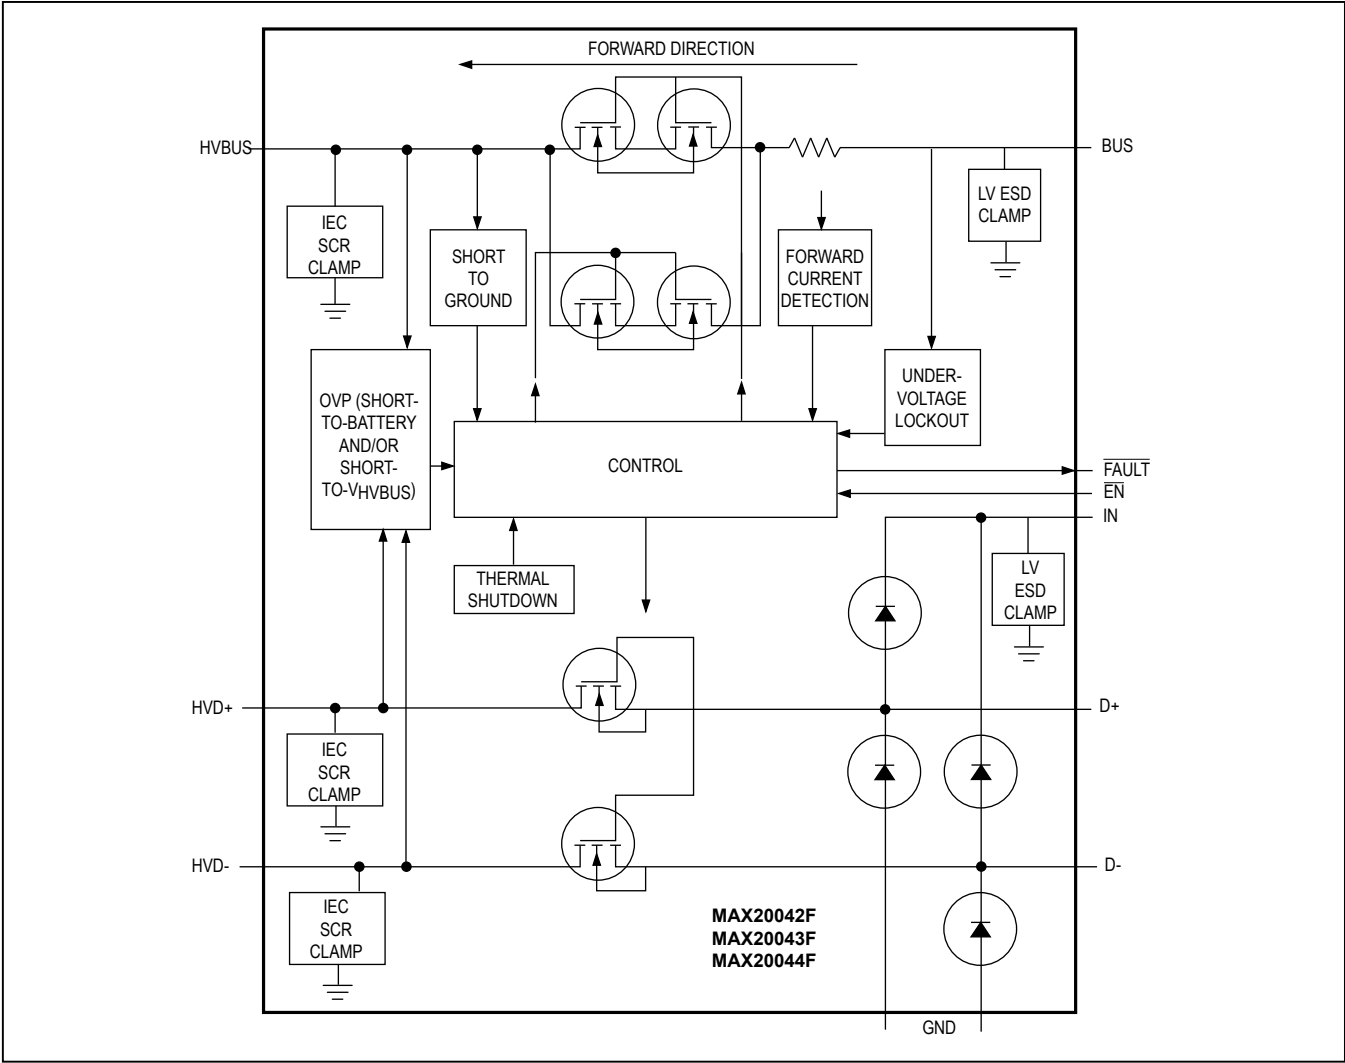 FORWARD DIRECTION
HVBUS
BUS
IEC
SCR
CLAMP
SHORT
TO
GROUND
FORWARD
CURRENT
DETECTION
LV ESD
CLAMP
OVP (SHORT-
TO-BATTERY
AND/OR
SHORT-
TO-VHVBUS)
UNDER-
VOLTAGE
LOCKOUT
CONTROL
FAULT
EN
IN
THERMAL
SHUTDOWN
LV
ESD
CLAMP
HVD+
D+
IEC
SCR
CLAMP
HVD-
D-
IEC
SCR
CLAMP
MAX20042F
MAX20043F
MAX20044F
GND